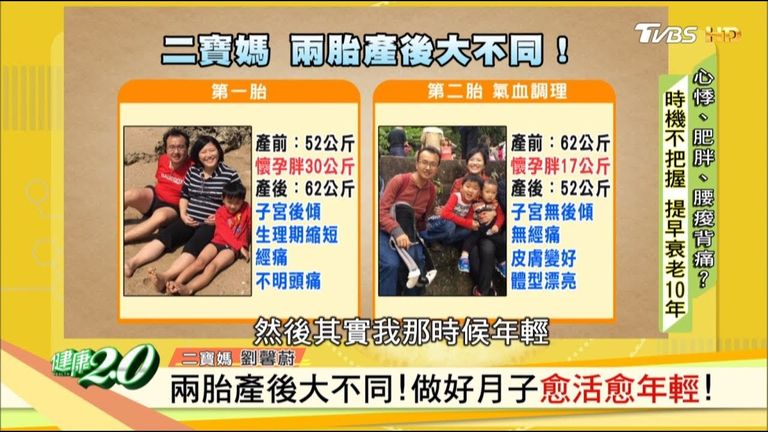 二寶媽 兩胎產後大不同！
TVBS HD
第一胎
產前：52公斤
懷孕胖30公斤
產後：62公斤
子宮後傾
生理期縮短
經痛
不明頭痛
第二胎 氣血調理
產前：62公斤
懷孕胖17公斤
產後：52公斤
子宮無後傾
無經痛
皮膚變好
體型漂亮
心悸、肥胖、腰痠背痛？
時機不把握 提早衰老10年
然後其實我那時候年輕
健康2.0
二寶媽 劉馨蔚
兩胎產後大不同！做好月子愈活愈年輕！